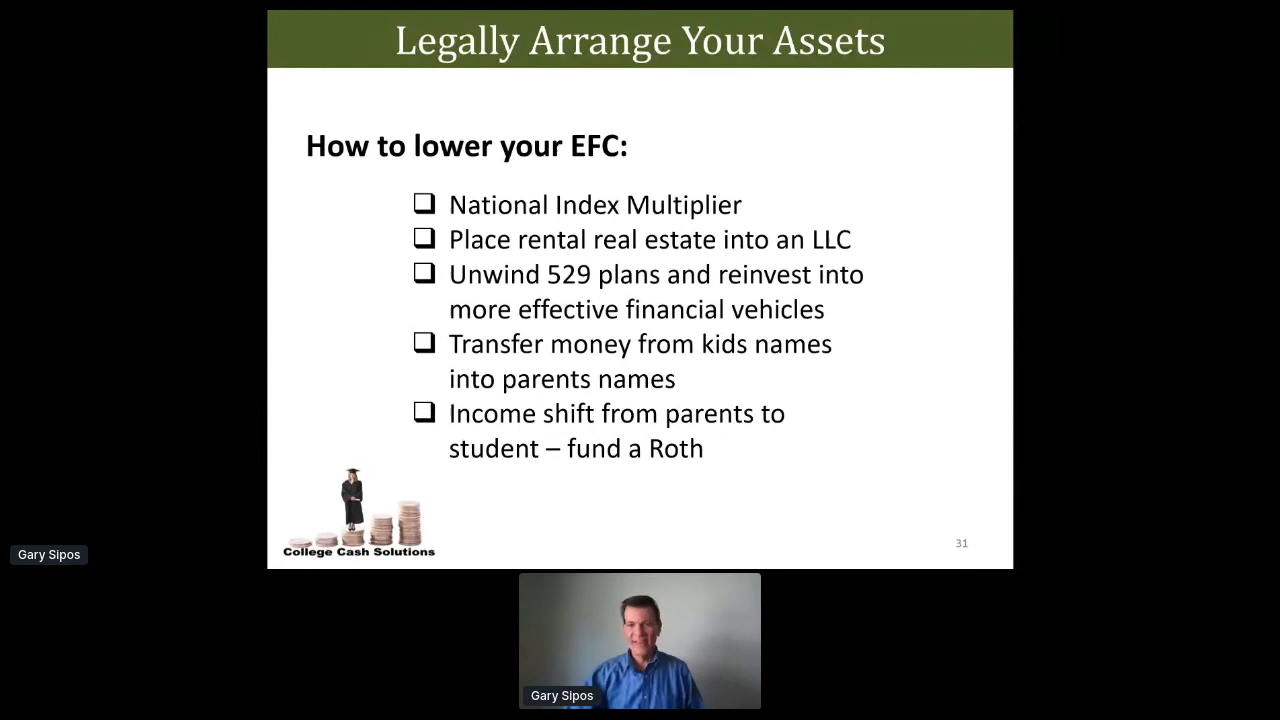 Legally Arrange Your Assets
How to lower your EFC:
National Index Multiplier
Place rental real estate into an LLC
Unwind 529 plans and reinvest into
more effective financial vehicles
Transfer money from kids names
into parents names
Income shift from parents to
student – fund a Roth
College Cash Solutions
31
Gary Sipos
Gary Sipos